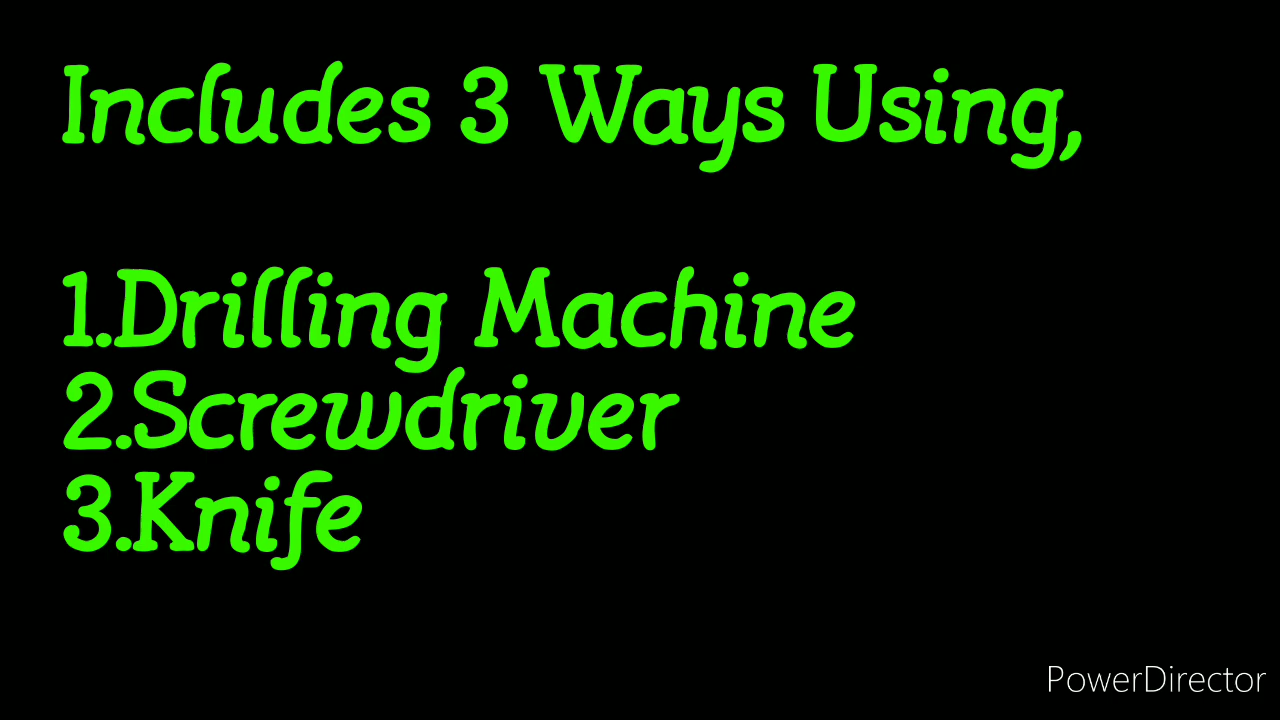 Includes 3 Ways Using,
1.Drilling Machine
2.Screwdriver
3.Knife
PowerDirector